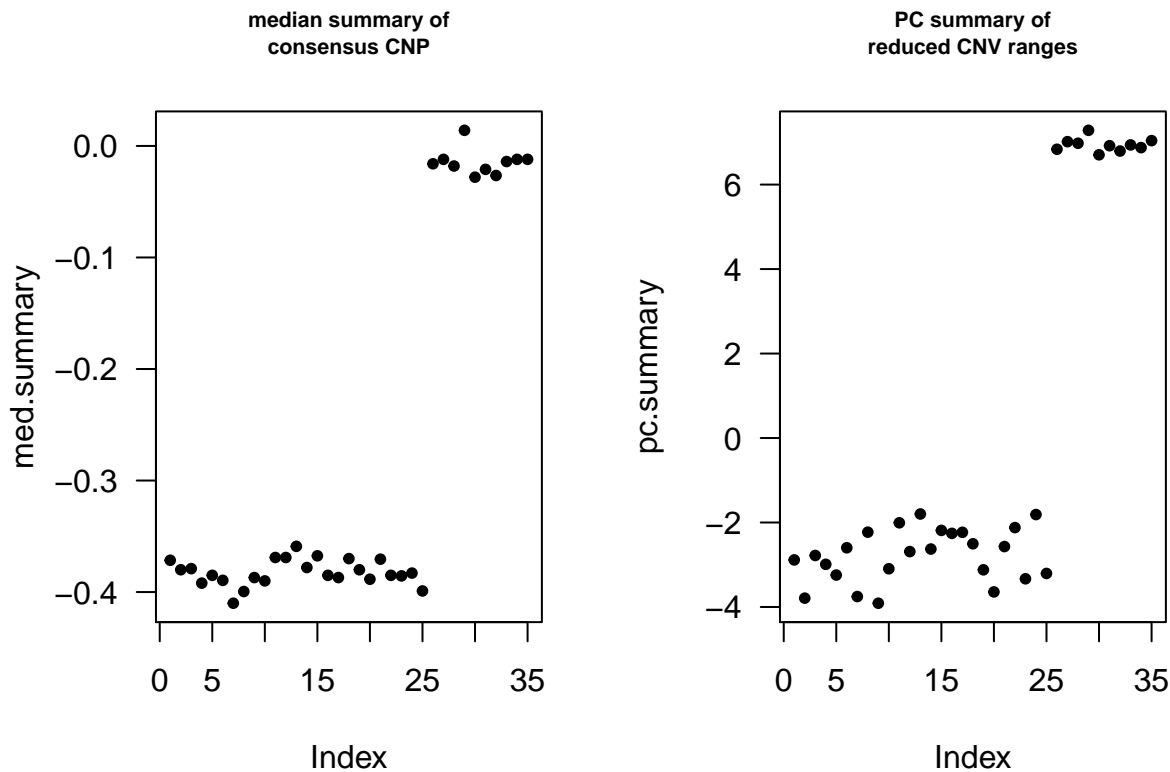 median summary of
consensus CNP
med.summary
0.0
−0.1
−0.2
−0.3
−0.4
0 5 15 25 35
Index
PC summary of
reduced CNV ranges
pc.summary
6
4
2
0
−2
−4
0 5 15 25 35
Index